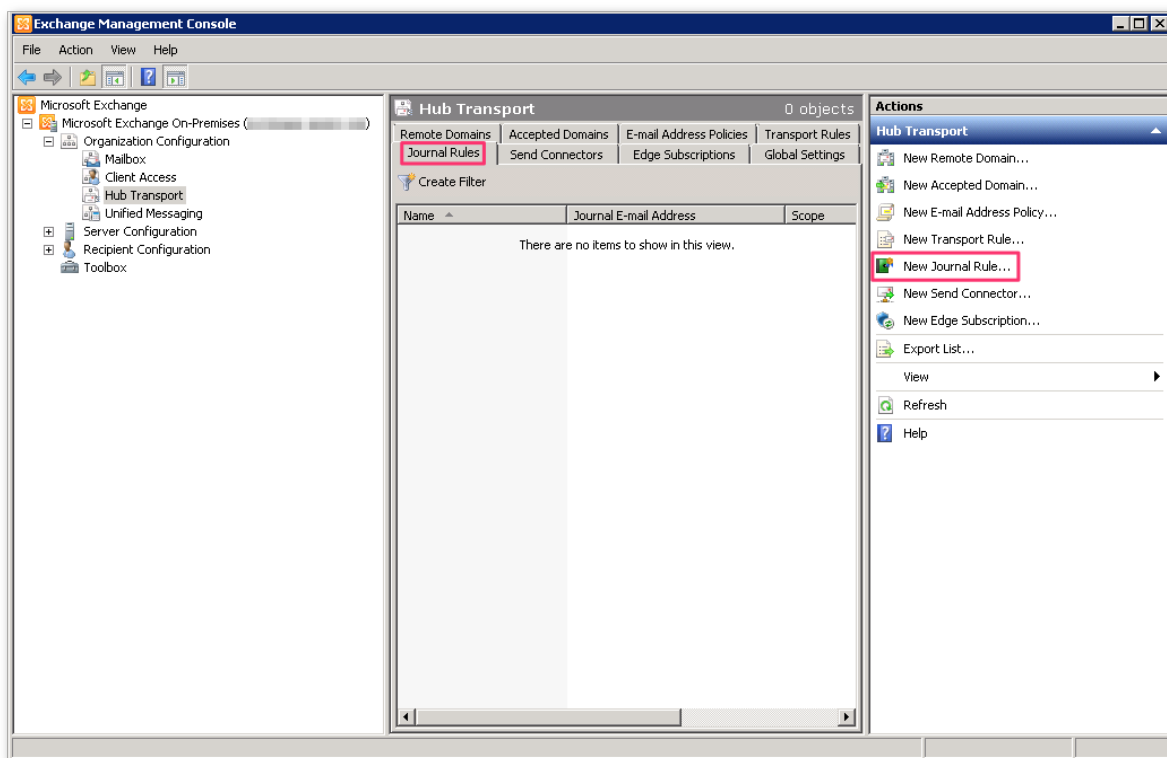 Exchange Management Console
File Action View Help
Microsoft Exchange
Microsoft Exchange On-Premises ( )
Organization Configuration
Mailbox
Client Access
Hub Transport
Unified Messaging
Server Configuration
Recipient Configuration
Toolbox
Hub Transport 0 objects
Remote Domains Accepted Domains E-mail Address Policies Transport Rules
Journal Rules Send Connectors Edge Subscriptions Global Settings
Create Filter
Name Journal E-mail Address Scope
There are no items to show in this view.
Actions
Hub Transport
New Remote Domain...
New Accepted Domain...
New E-mail Address Policy...
New Transport Rule...
New Journal Rule...
New Send Connector...
New Edge Subscription...
Export List...
View
Refresh
Help